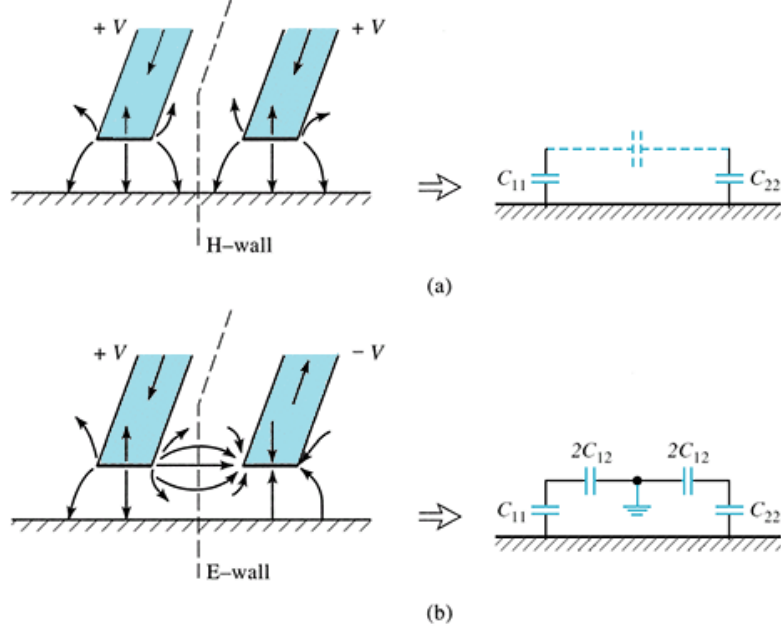 + V + V
C₁₁ C₂₂
H–wall
(a)
+ V – V
2C₁₂ 2C₁₂
C₁₁ C₂₂
E–wall
(b)